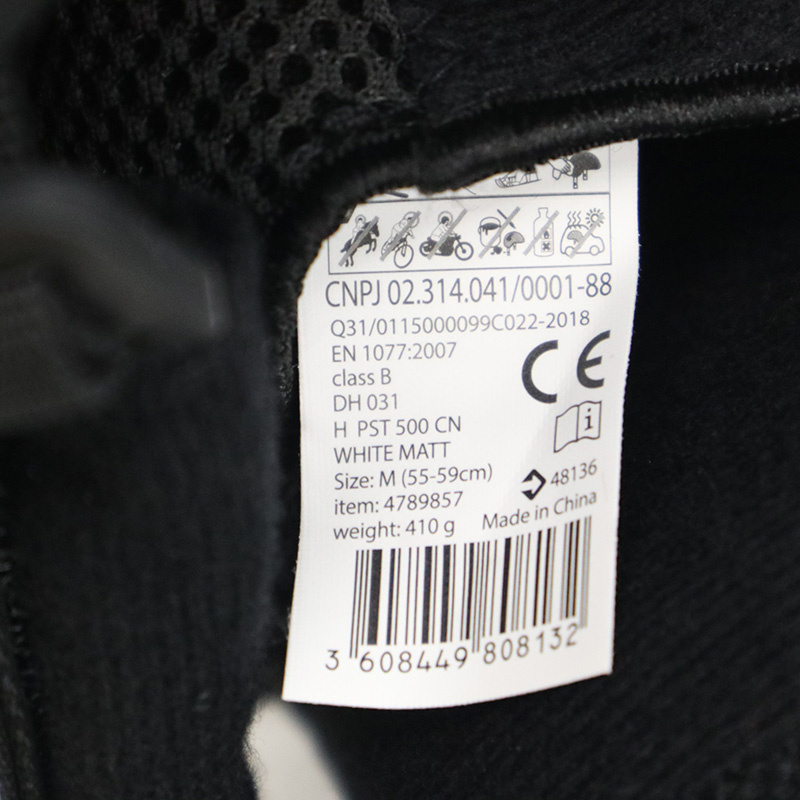 CNPJ 02.314.041/0001-88
Q31/0115000099C022-2018
EN 1077:2007
class B
CE
DH 031
H PST 500 CN
i
WHITE MATT
Size: M (55-59cm)
48136
item: 4789857
weight: 410 g
Made in China
3 608449 808132